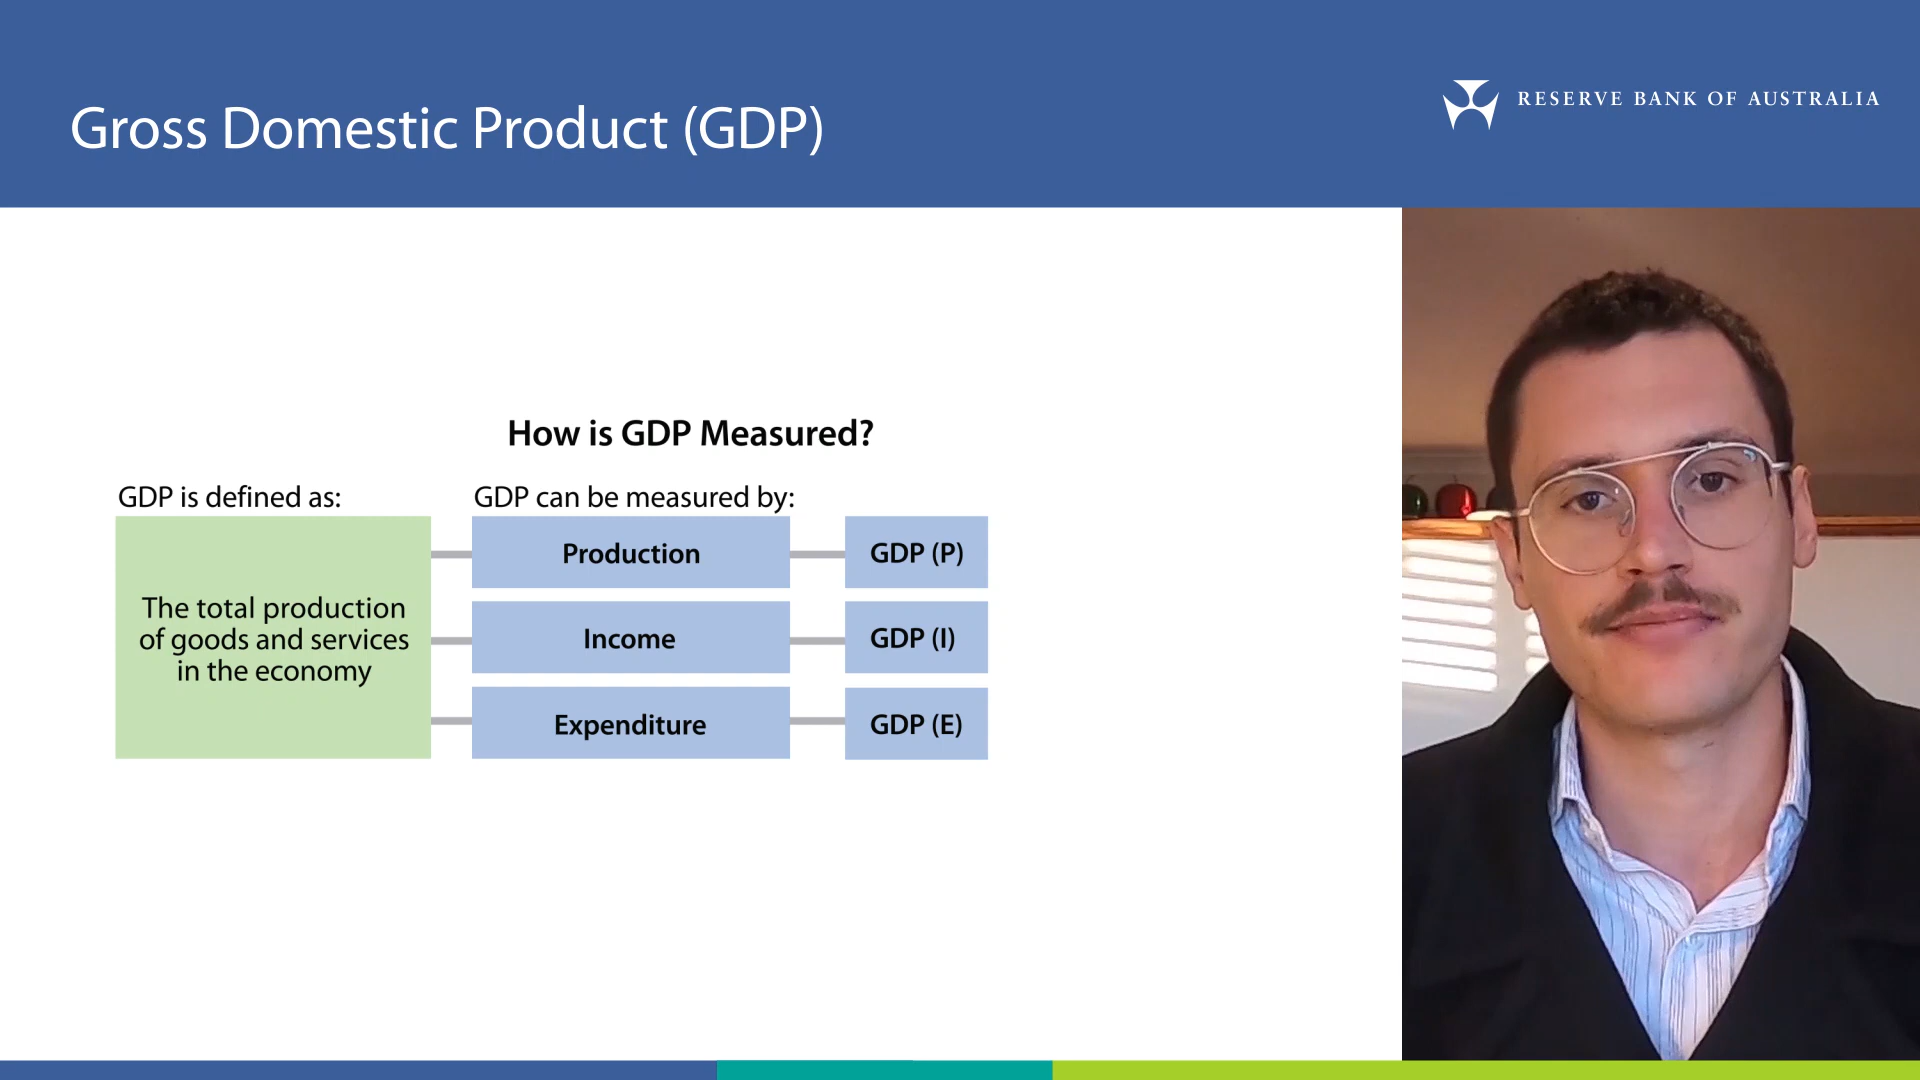 Gross Domestic Product (GDP)
RESERVE BANK OF AUSTRALIA
How is GDP Measured?
GDP is defined as:
GDP can be measured by:
The total production
of goods and services
in the economy
Production
GDP (P)
Income
GDP (I)
Expenditure
GDP (E)